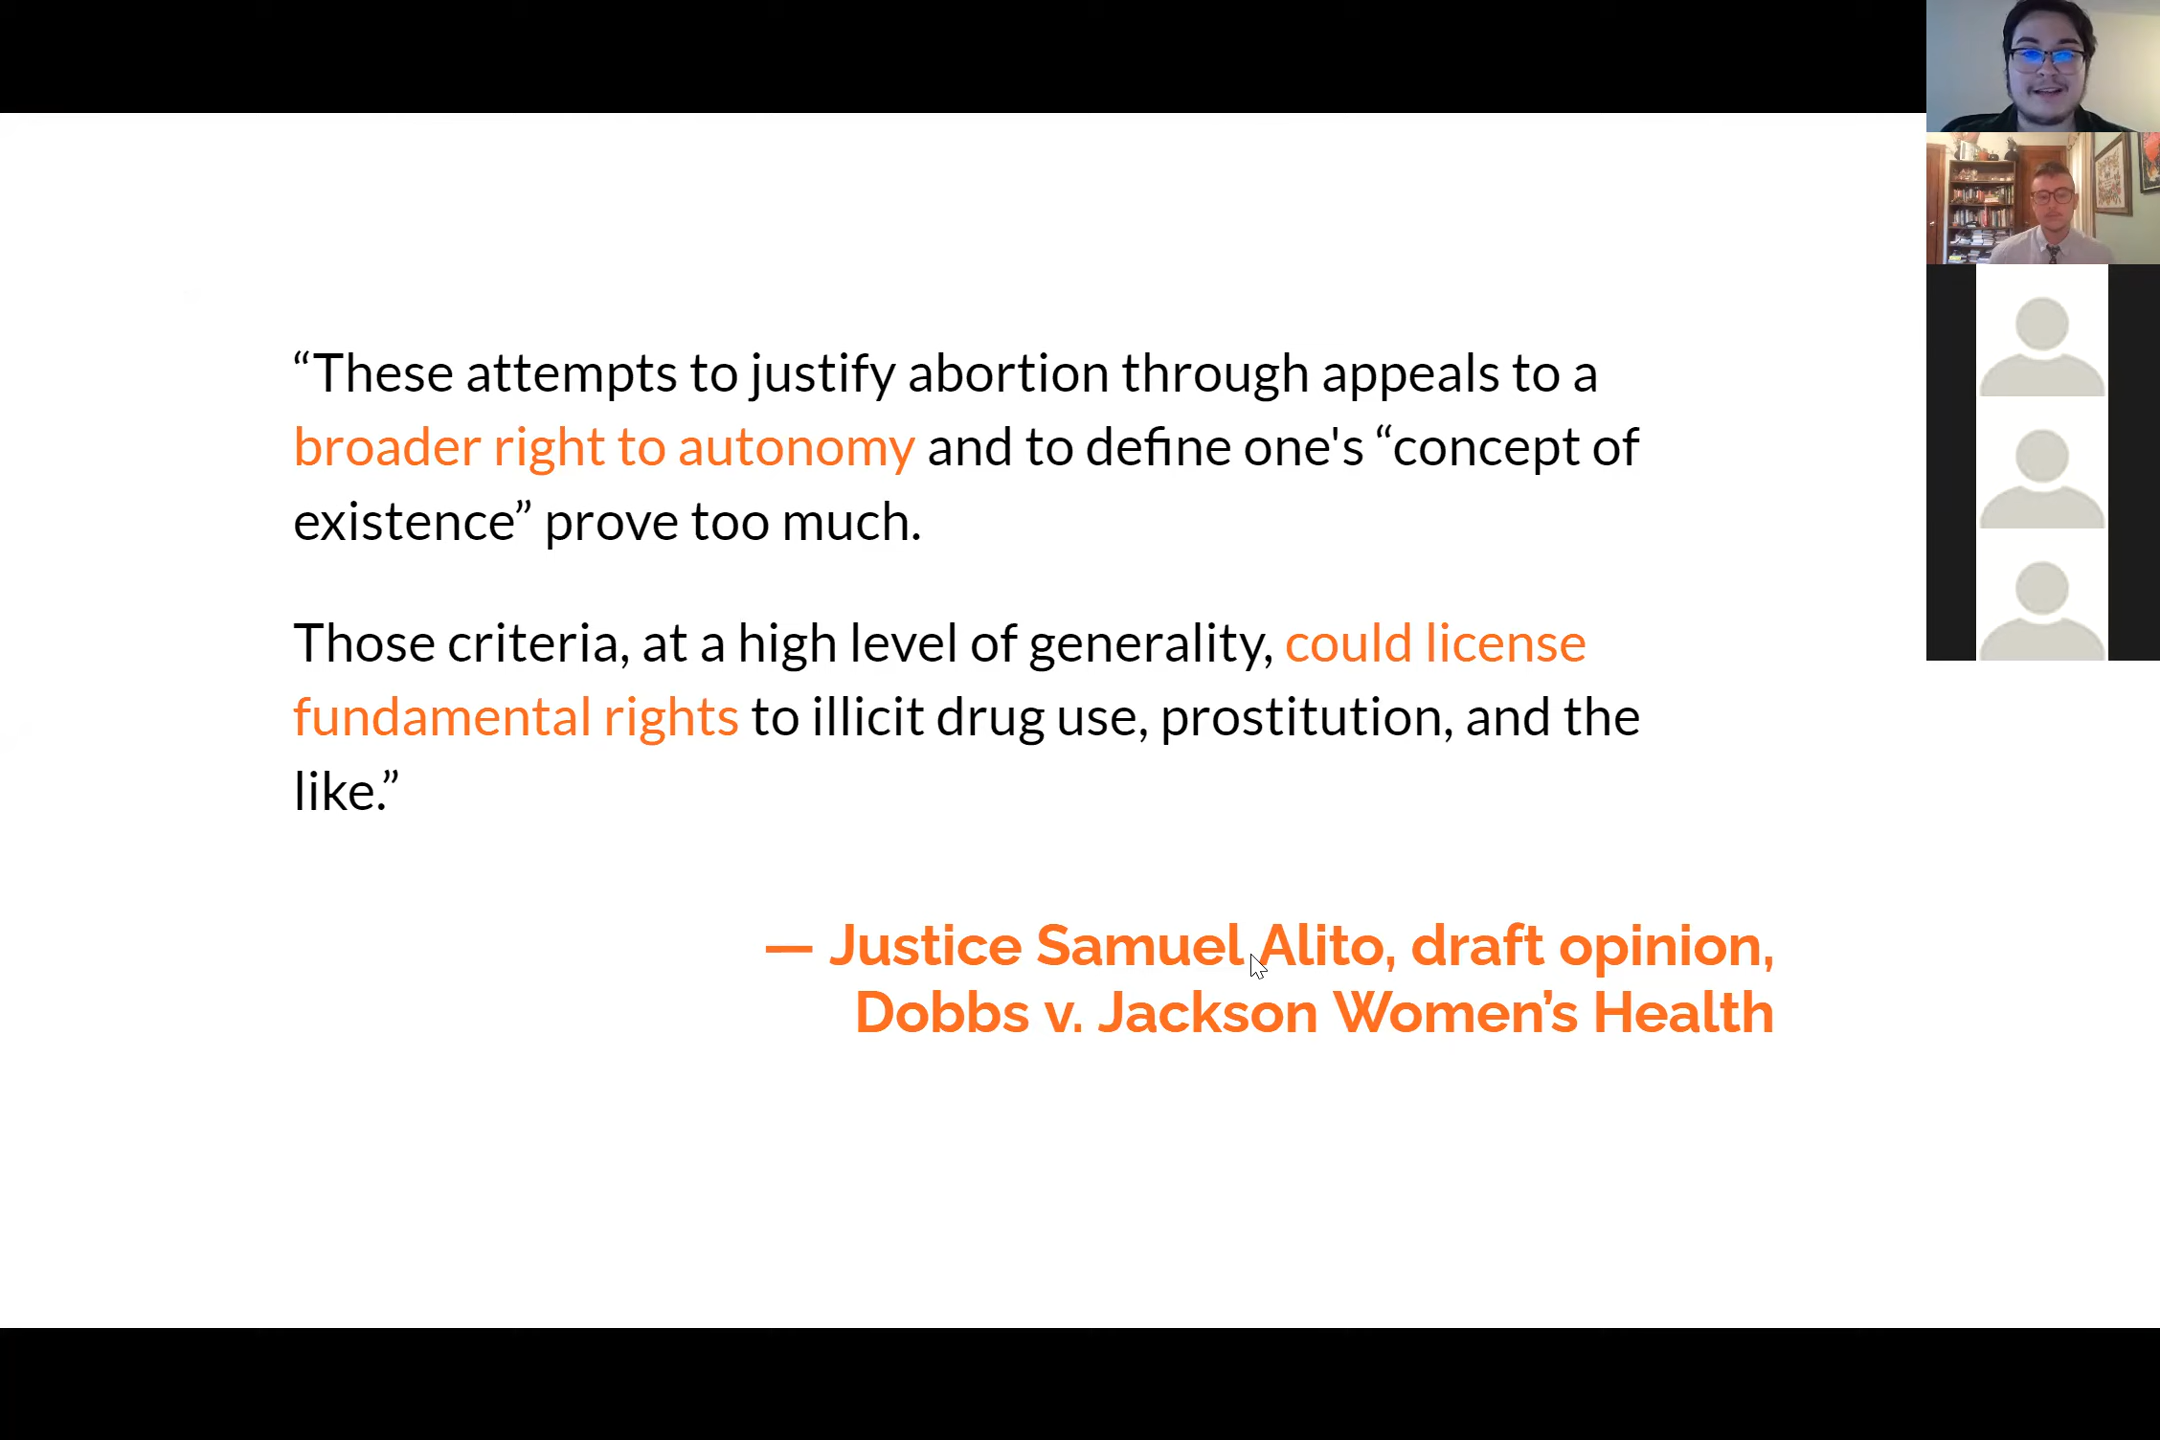 “These attempts to justify abortion through appeals to a
broader right to autonomy and to define one's “concept of
existence” prove too much.
Those criteria, at a high level of generality, could license
fundamental rights to illicit drug use, prostitution, and the
like.”
— Justice Samuel Alito, draft opinion,
Dobbs v. Jackson Women’s Health